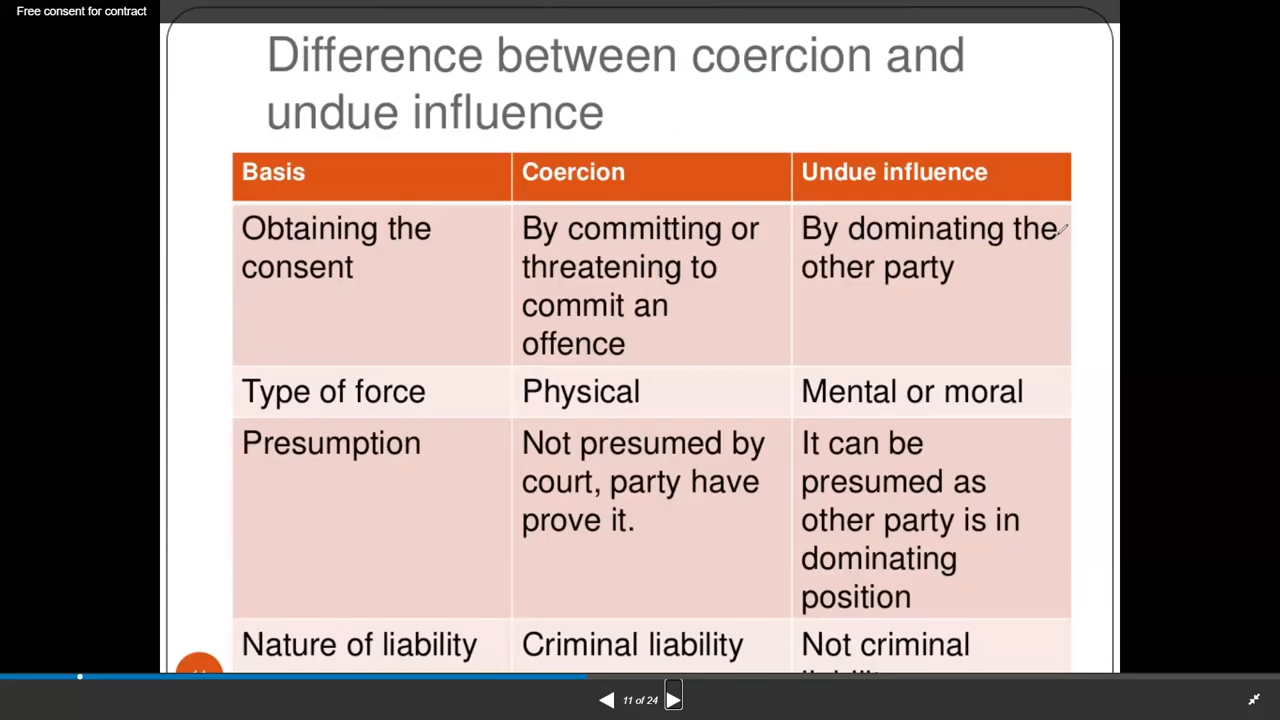 Free consent for contract
Difference between coercion and
undue influence
Basis
Coercion
Undue influence
Obtaining the
consent
By committing or
threatening to
commit an
offence
By dominating the
other party
Type of force
Physical
Mental or moral
Presumption
Not presumed by
court, party have
prove it.
It can be
presumed as
other party is in
dominating
position
Nature of liability
Criminal liability
Not criminal
11 of 24